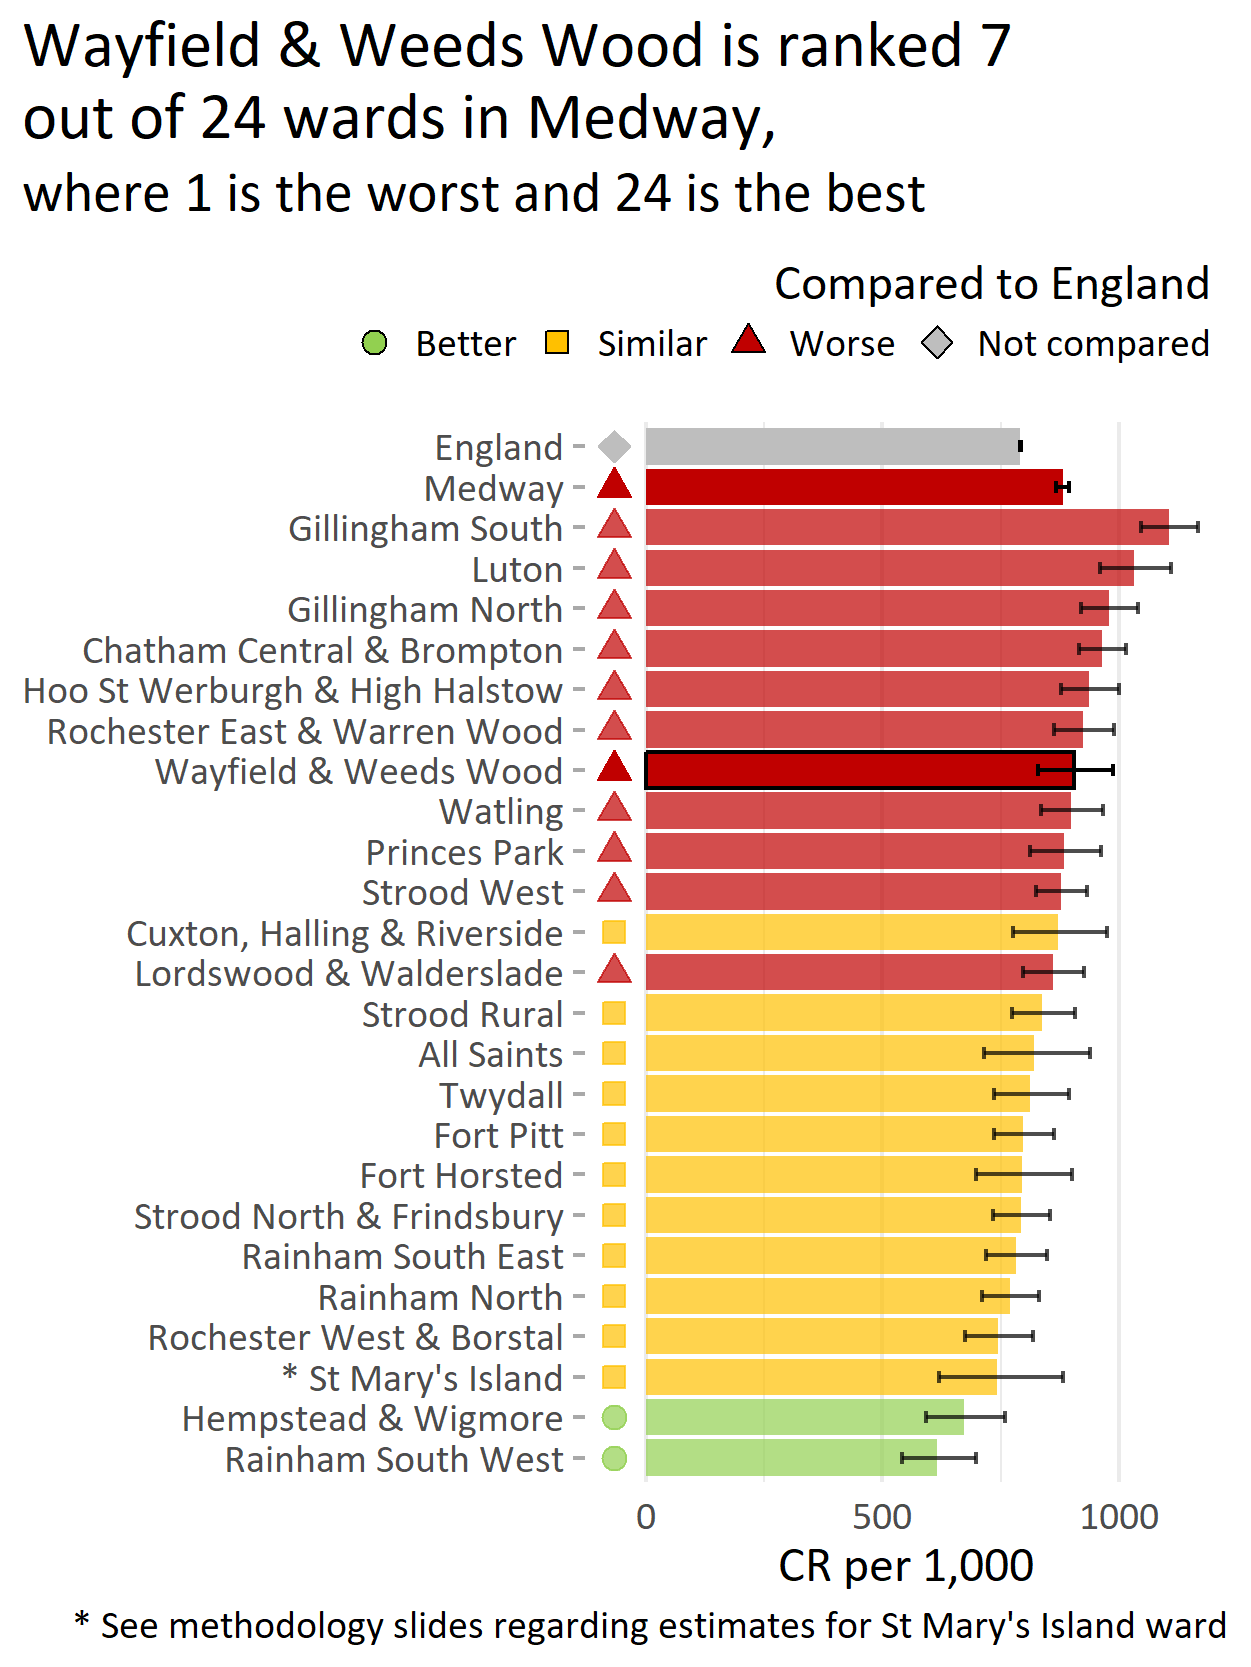 Wayfield & Weeds Wood is ranked 7
out of 24 wards in Medway,
where 1 is the worst and 24 is the best
Compared to England
Better Similar Worse Not compared
England
Medway
Gillingham South
Luton
Gillingham North
Chatham Central & Brompton
Hoo St Werburgh & High Halstow
Rochester East & Warren Wood
Wayfield & Weeds Wood
Watling
Princes Park
Strood West
Cuxton, Halling & Riverside
Lordswood & Walderslade
Strood Rural
All Saints
Twydall
Fort Pitt
Fort Horsted
Strood North & Frindsbury
Rainham South East
Rainham North
Rochester West & Borstal
* St Mary's Island
Hempstead & Wigmore
Rainham South West
0 500 1000
CR per 1,000
* See methodology slides regarding estimates for St Mary's Island ward